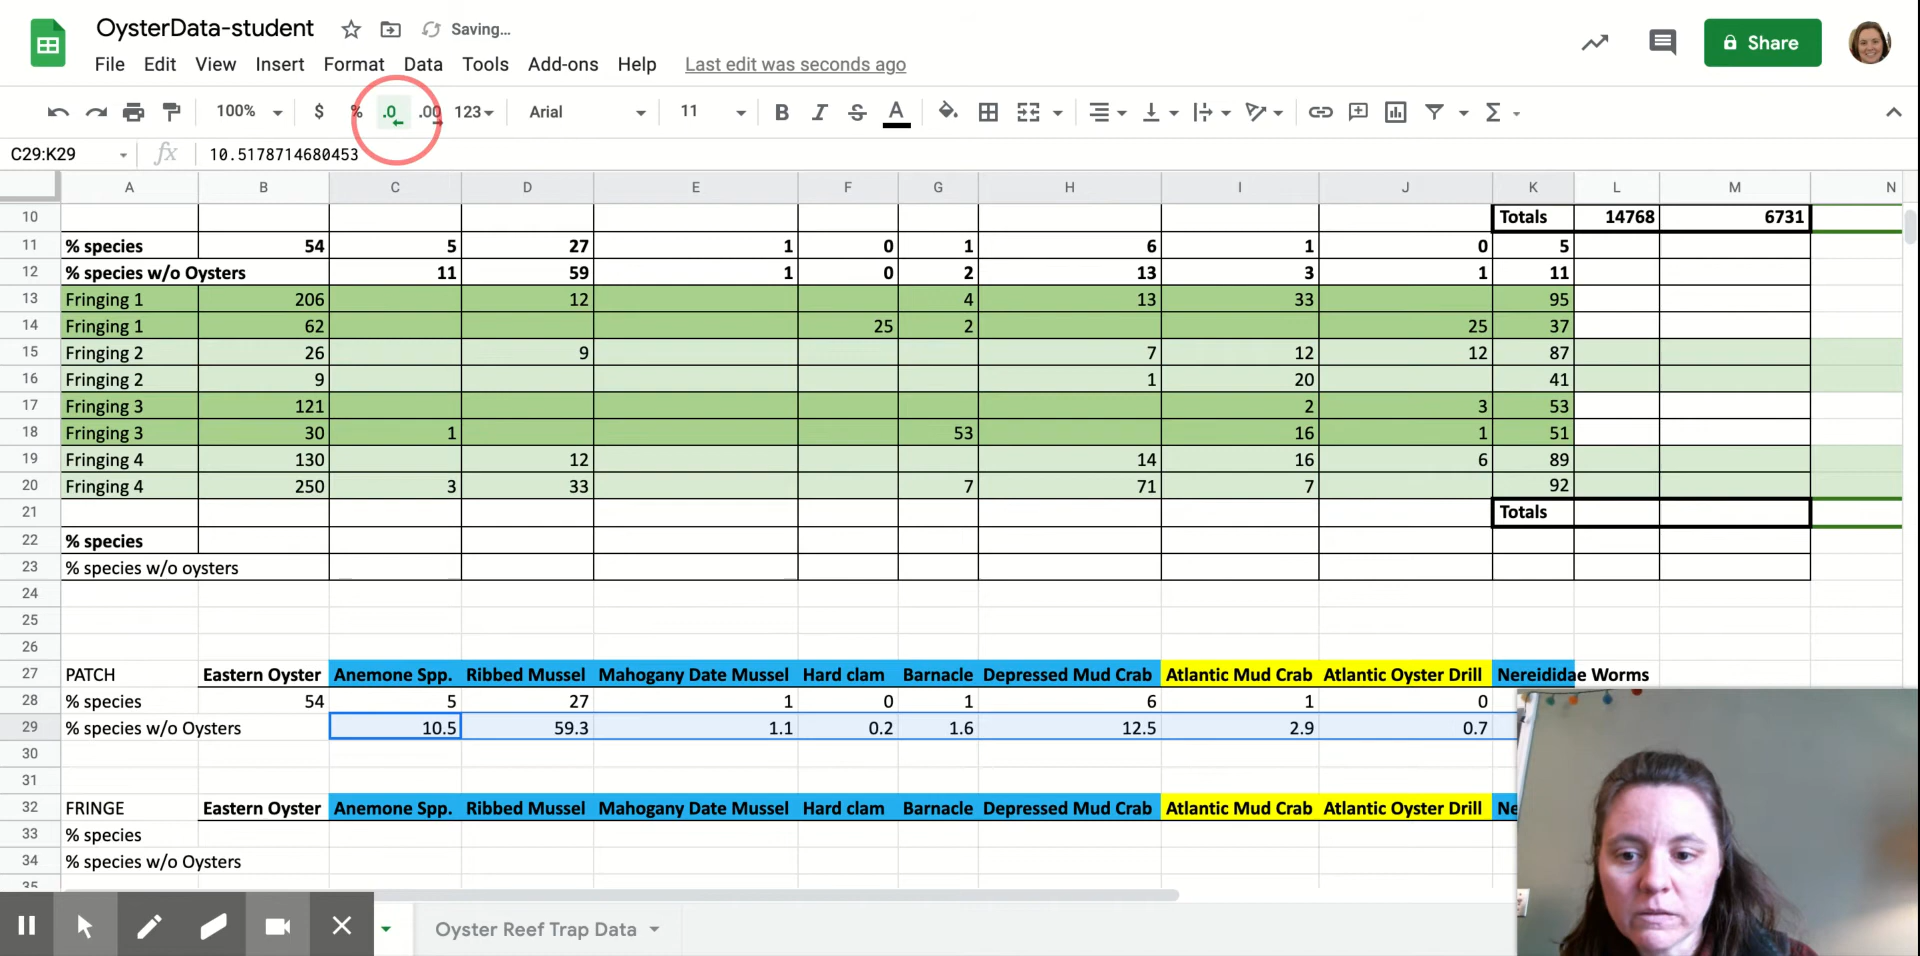 OysterData-student Saving...
File Edit View Insert Format Data Tools Add-ons Help Last edit was seconds ago
Share
100% $ % .0 .00 123 Arial 11 B I S A Σ
C29:K29 fx 10.5178714680453
A B C D E F G H I J K L M N
10 Totals 14768 6731
11 % species 54 5 27 1 0 1 6 1 0 5
12 % species w/o Oysters 11 59 1 0 2 13 3 1 11
13 Fringing 1 206 12 4 13 33 95
14 Fringing 1 62 25 2 25 37
15 Fringing 2 26 9 7 12 12 87
16 Fringing 2 9 1 20 41
17 Fringing 3 121 2 3 53
18 Fringing 3 30 1 53 16 1 51
19 Fringing 4 130 12 14 16 6 89
20 Fringing 4 250 3 33 7 71 7 92
21 Totals
22 % species
23 % species w/o oysters
24
25
26
27 PATCH Eastern Oyster Anemone Spp. Ribbed Mussel Mahogany Date Mussel Hard clam Barnacle Depressed Mud Crab Atlantic Mud Crab Atlantic Oyster Drill Nereididae Worms
28 % species 54 5 27 1 0 1 6 1 0
29 % species w/o Oysters 10.5 59.3 1.1 0.2 1.6 12.5 2.9 0.7
30
31
32 FRINGE Eastern Oyster Anemone Spp. Ribbed Mussel Mahogany Date Mussel Hard clam Barnacle Depressed Mud Crab Atlantic Mud Crab Atlantic Oyster Drill Ne
33 % species
34 % species w/o Oysters
35
Oyster Reef Trap Data